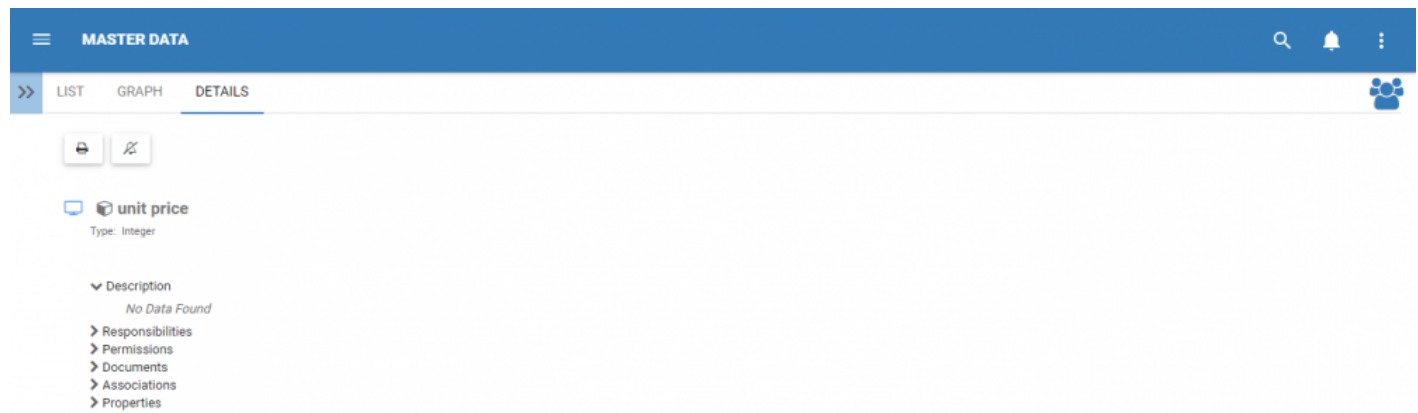 MASTER DATA
LIST GRAPH DETAILS
unit price
Type: Integer
Description
No Data Found
Responsibilities
Permissions
Documents
Associations
Properties